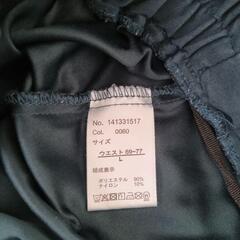 No. 141331517
Col. 0060
サイズ
ウエスト 69~77
L
組成表示
ポリエステル 90%
ナイロン 10%